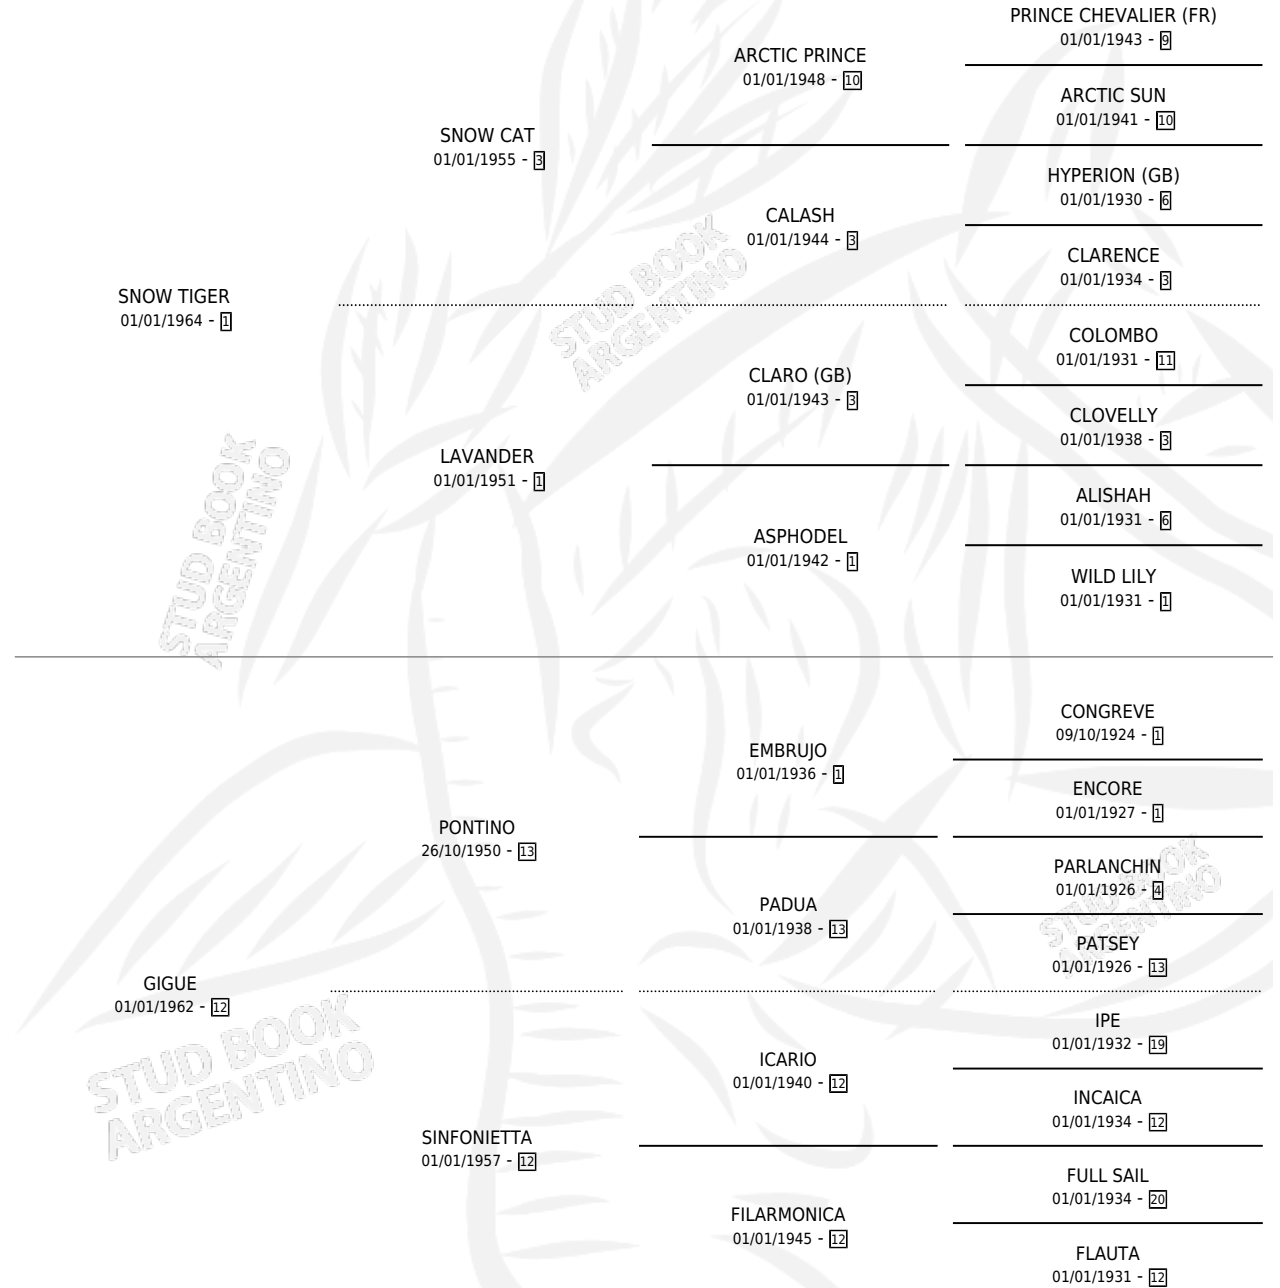 PRINCE CHEVALIER (FR)
01/01/1943 - 9
ARCTIC PRINCE
01/01/1948 - 10
ARCTIC SUN
01/01/1941 - 10
SNOW CAT
01/01/1955 - 3
HYPERION (GB)
01/01/1930 - 6
CALASH
01/01/1944 - 3
CLARENCE
01/01/1934 - 3
SNOW TIGER
01/01/1964 - 1
COLOMBO
01/01/1931 - 11
CLARO (GB)
01/01/1943 - 3
CLOVELLY
01/01/1938 - 3
LAVANDER
01/01/1951 - 1
ALISHAH
01/01/1931 - 6
ASPHODEL
01/01/1942 - 1
WILD LILY
01/01/1931 - 1
CONGREVE
09/10/1924 - 1
EMBRUJO
01/01/1936 - 1
ENCORE
01/01/1927 - 1
PONTINO
26/10/1950 - 13
PARLANCHIN
01/01/1926 - 4
PADUA
01/01/1938 - 13
PATSEY
01/01/1926 - 13
GIGUE
01/01/1962 - 12
IPE
01/01/1932 - 19
ICARIO
01/01/1940 - 12
INCAICA
01/01/1934 - 12
SINFONIETTA
01/01/1957 - 12
FULL SAIL
01/01/1934 - 20
FILARMONICA
01/01/1945 - 12
FLAUTA
01/01/1931 - 12
STUD BOOK
ARGENTINO
STUD BOOK
ARGENTINO
STUD BOOK
ARGENTINO
STUD BOOK
ARGENTINO